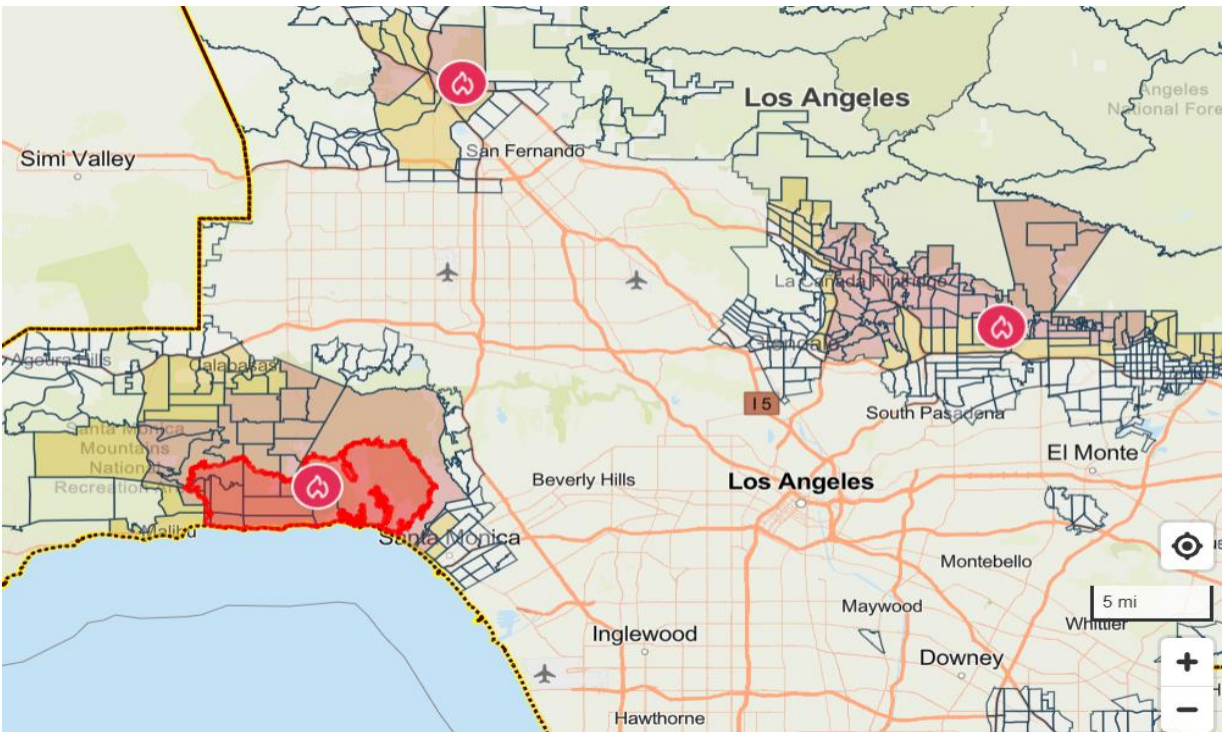 Los Angeles
Angeles
National Fore
Simi Valley
San Fernando
La Cañada Flintridge
Agoura Hills
Calabasas
Glendale
I 5
South Pasadena
Santa Monica
Mountains
National
Recreation Ar
El Monte
Beverly Hills
Los Angeles
Malibu
Santa Monica
Montebello
5 mi
Maywood
Whittier
Inglewood
Downey
+
Hawthorne
−